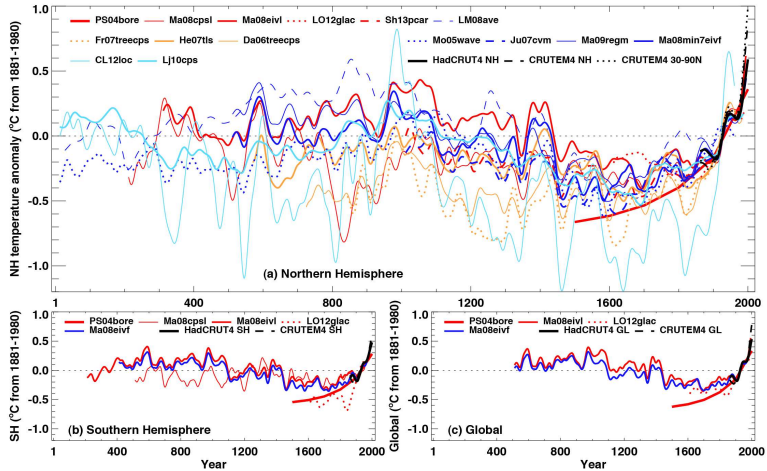 PS04bore Ma08cpsl Ma08eivl LO12glac Sh13pcar LM08ave
Fr07treecps He07tls Da06treecps Mo05wave Ju07cvm Ma09regm Ma08min7eivf
CL12loc Lj10cps HadCRUT4 NH CRUTEM4 NH CRUTEM4 30-90N
NH temperature anomaly (°C from 1881-1980)
1.0
0.5
0.0
-0.5
-1.0
(a) Northern Hemisphere
1 400 800 1200 1600 2000
PS04bore Ma08cpsl Ma08eivl LO12glac
Ma08eivf HadCRUT4 SH CRUTEM4 SH
SH (°C from 1881-1980)
1.0
0.5
0.0
-0.5
-1.0
(b) Southern Hemisphere
1 400 800 1200 1600 2000
Year
PS04bore Ma08eivl LO12glac
Ma08eivf HadCRUT4 GL CRUTEM4 GL
Global (°C from 1881-1980)
1.0
0.5
0.0
-0.5
-1.0
(c) Global
1 400 800 1200 1600 2000
Year